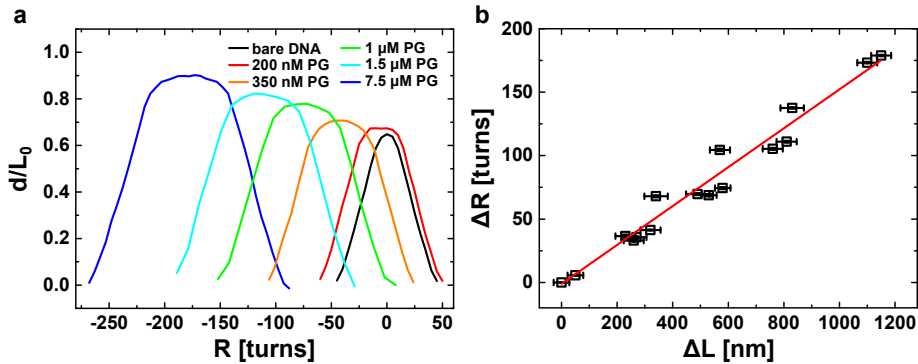 a
b
bare DNA
1 µM PG
200 nM PG
1.5 µM PG
350 nM PG
7.5 µM PG
d/L0
1.0
0.8
0.6
0.4
0.2
0.0
-250
-200
-150
-100
-50
0
50
R [turns]
ΔR [turns]
200
150
100
50
0
0
200
400
600
800
1000
1200
ΔL [nm]